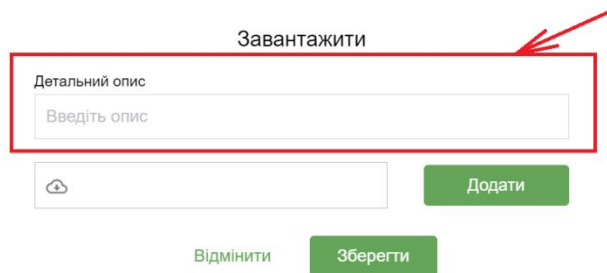 Завантажити
Детальний опис
Введіть опис
Додати
Відмінити Зберегти